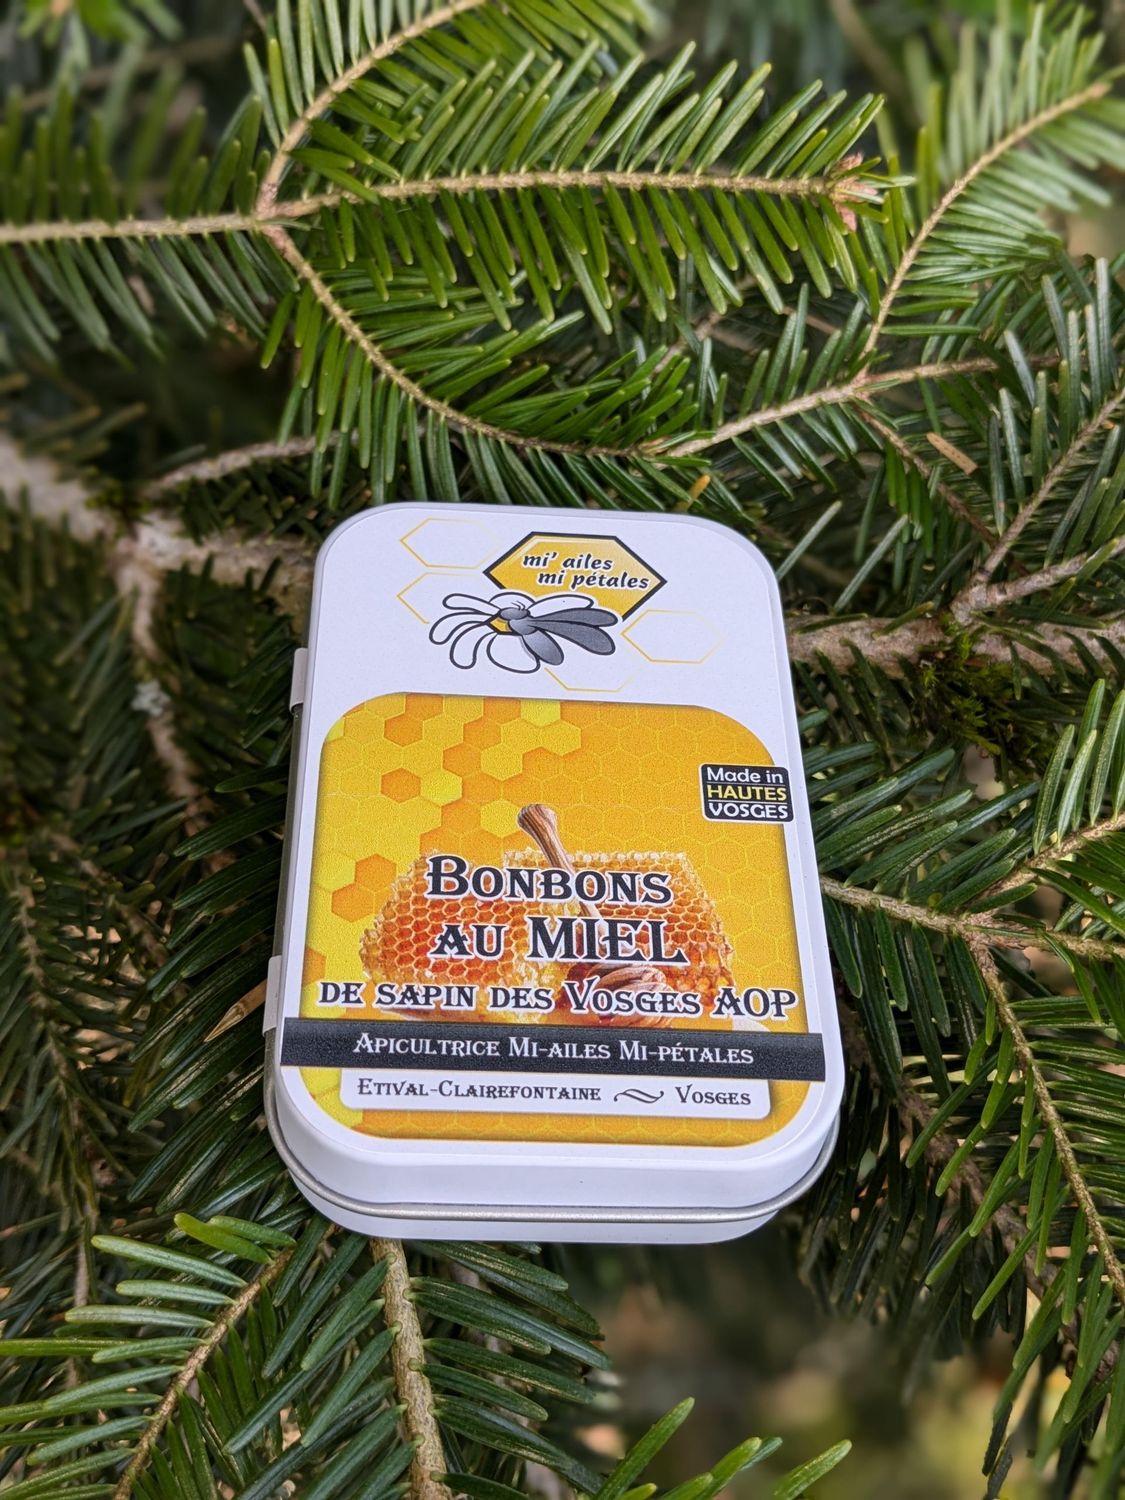 mi' ailes
mi pétales
Made in
HAUTES
VOSGES
BONBONS
AU MIEL
DE SAPIN DES VOSGES AOP
APICULTRICE MI-AILES MI-PÉTALES
ETIVAL-CLAIREFONTAINE ~ VOSGES